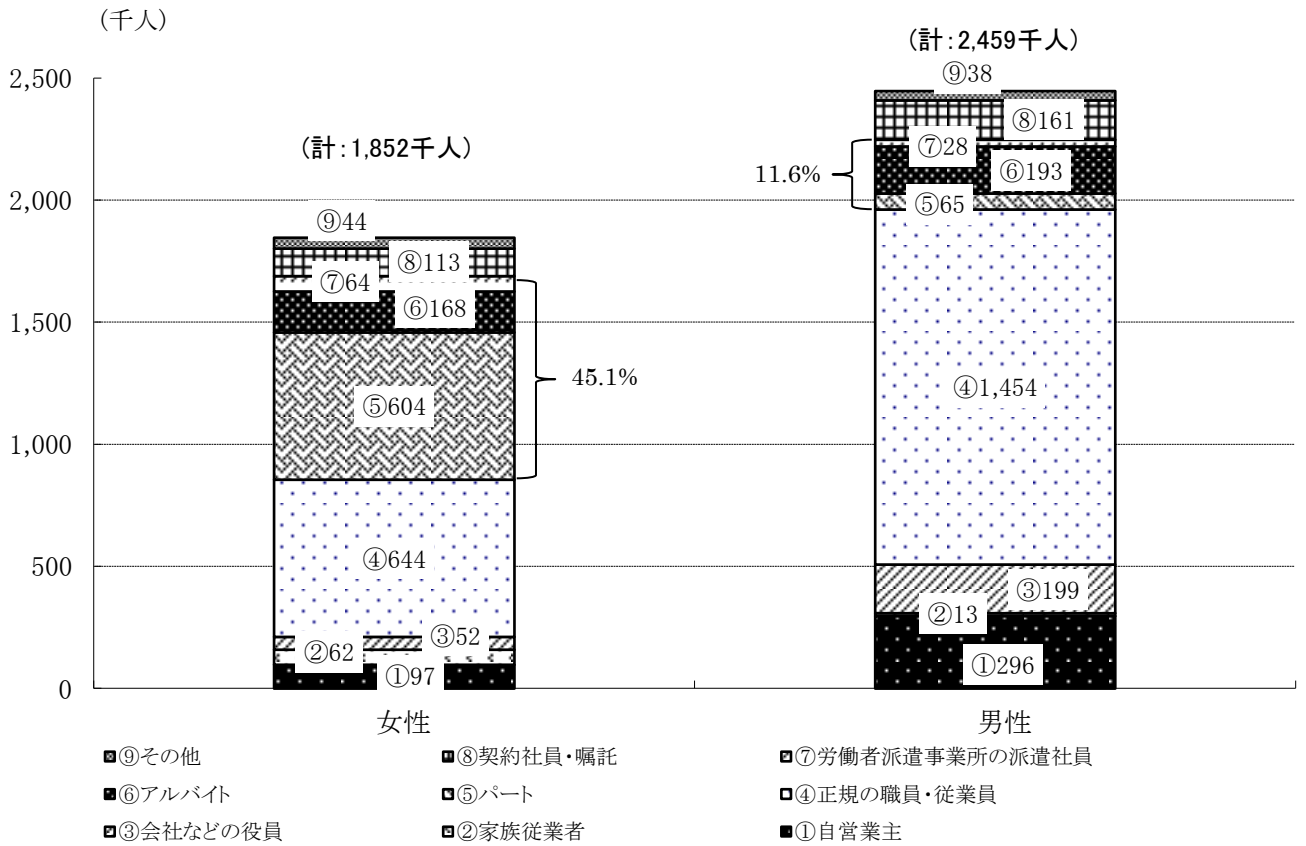 (千人)
(計：2,459千人)
2,500
⑨38
⑧161
(計：1,852千人)
⑦28
11.6%
⑥193
2,000
⑤65
⑨44
⑧113
⑦64
⑥168
1,500
45.1%
④1,454
⑤604
1,000
④644
500
③199
②13
③52
②62
①97
①296
0
女性
男性
⑨その他
⑧契約社員・嘱託
⑦労働者派遣事業所の派遣社員
⑥アルバイト
⑤パート
④正規の職員・従業員
③会社などの役員
②家族従業者
①自営業主